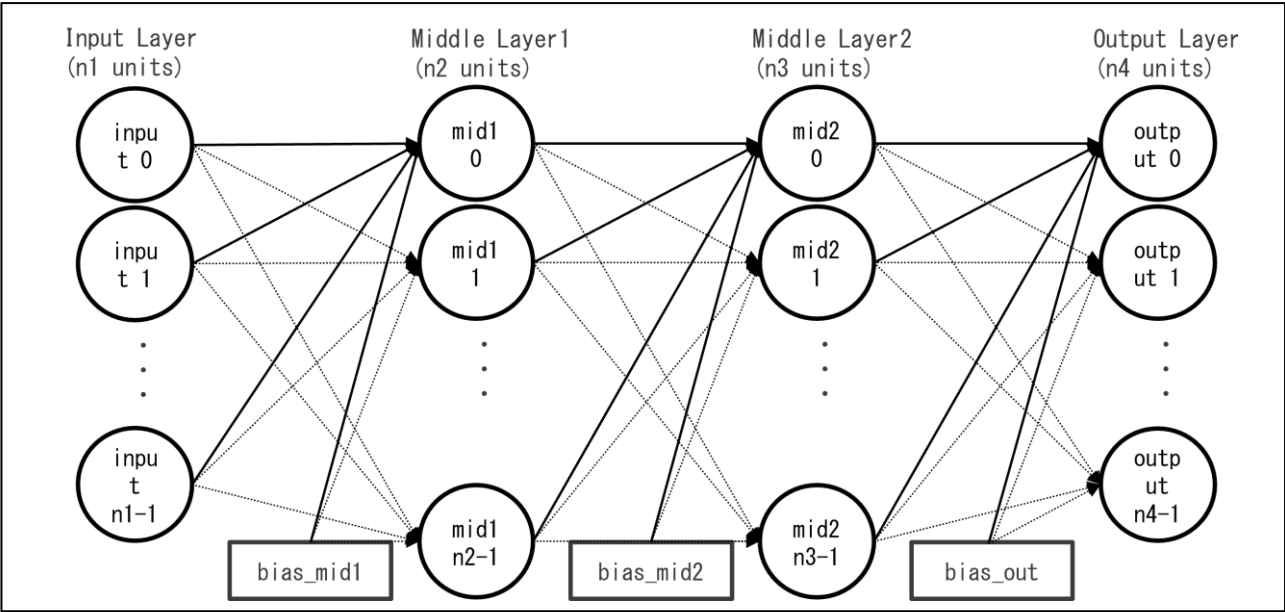 Input Layer
(n1 units)
Middle Layer1
(n2 units)
Middle Layer2
(n3 units)
Output Layer
(n4 units)
inpu
t 0
mid1
0
mid2
0
outp
ut 0
inpu
t 1
mid1
1
mid2
1
outp
ut 1
inpu
t
n1-1
mid1
n2-1
mid2
n3-1
outp
ut
n4-1
bias_mid1
bias_mid2
bias_out